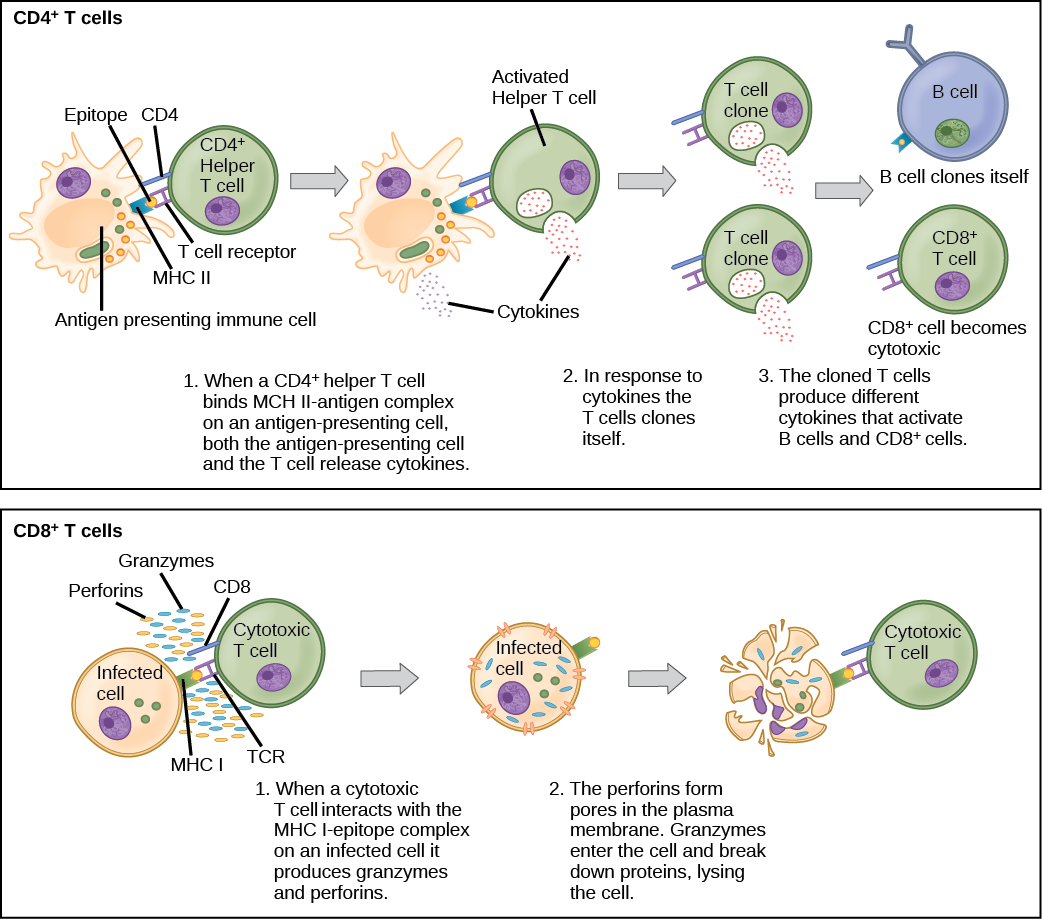 CD4+ T cells
Epitope
CD4
CD4+
Helper
T cell
T cell receptor
MHC II
Antigen presenting immune cell
Activated
Helper T cell
Cytokines
T cell
clone
T cell
clone
B cell
B cell clones itself
CD8+
T cell
CD8+ cell becomes
cytotoxic
1. When a CD4+ helper T cell
binds MCH II-antigen complex
on an antigen-presenting cell,
both the antigen-presenting cell
and the T cell release cytokines.
2. In response to
cytokines the
T cells clones
itself.
3. The cloned T cells
produce different
cytokines that activate
B cells and CD8+ cells.
CD8+ T cells
Granzymes
Perforins
CD8
Cytotoxic
T cell
Infected
cell
MHC I
TCR
Infected
cell
Cytotoxic
T cell
1. When a cytotoxic
T cell interacts with the
MHC I-epitope complex
on an infected cell it
produces granzymes
and perforins.
2. The perforins form
pores in the plasma
membrane. Granzymes
enter the cell and break
down proteins, lysing
the cell.